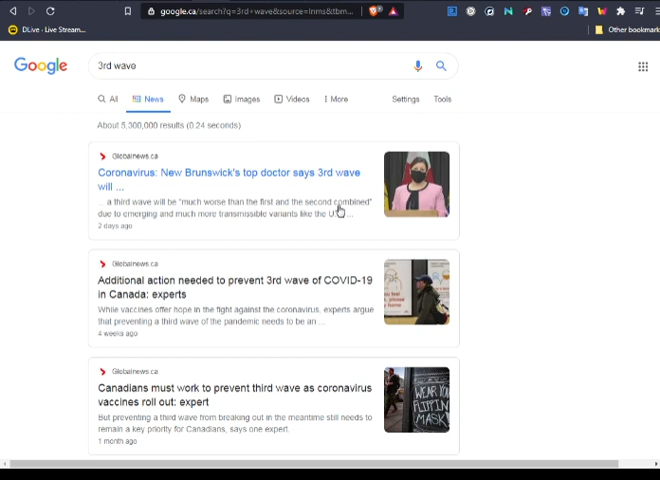 google.ca/search?q=3rd+wave&source=lnms&tbm...
DLive - Live Stream...
Other bookmark
Google
3rd wave
All News Maps Images Videos More Settings Tools
About 5,300,000 results (0.24 seconds)
Globalnews.ca
Coronavirus: New Brunswick's top doctor says 3rd wave
will ...
... a third wave will be "much worse than the first and the second combined"
due to emerging and much more transmissible variants like the U. ...
2 days ago
Globalnews.ca
Additional action needed to prevent 3rd wave of COVID-19
in Canada: experts
While vaccines offer hope in the fight against the coronavirus, experts argue
that preventing a third wave of the pandemic needs to be an ...
4 weeks ago
Globalnews.ca
Canadians must work to prevent third wave as coronavirus
vaccines roll out: expert
But preventing a third wave from breaking out in the meantime still needs to
remain a key priority for Canadians, says one expert.
1 month ago
WEAR YOU
FLIPPIN
MASK